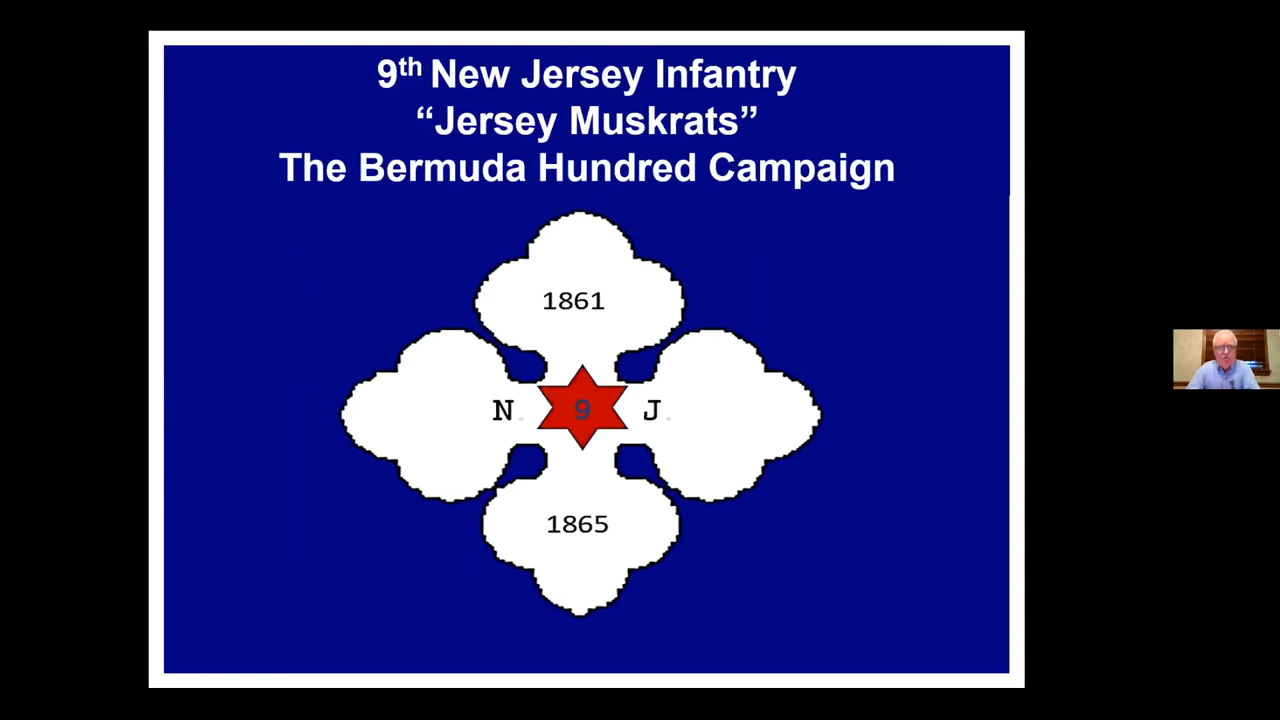 9th New Jersey Infantry
“Jersey Muskrats”
The Bermuda Hundred Campaign
1861
N. 9 J.
1865